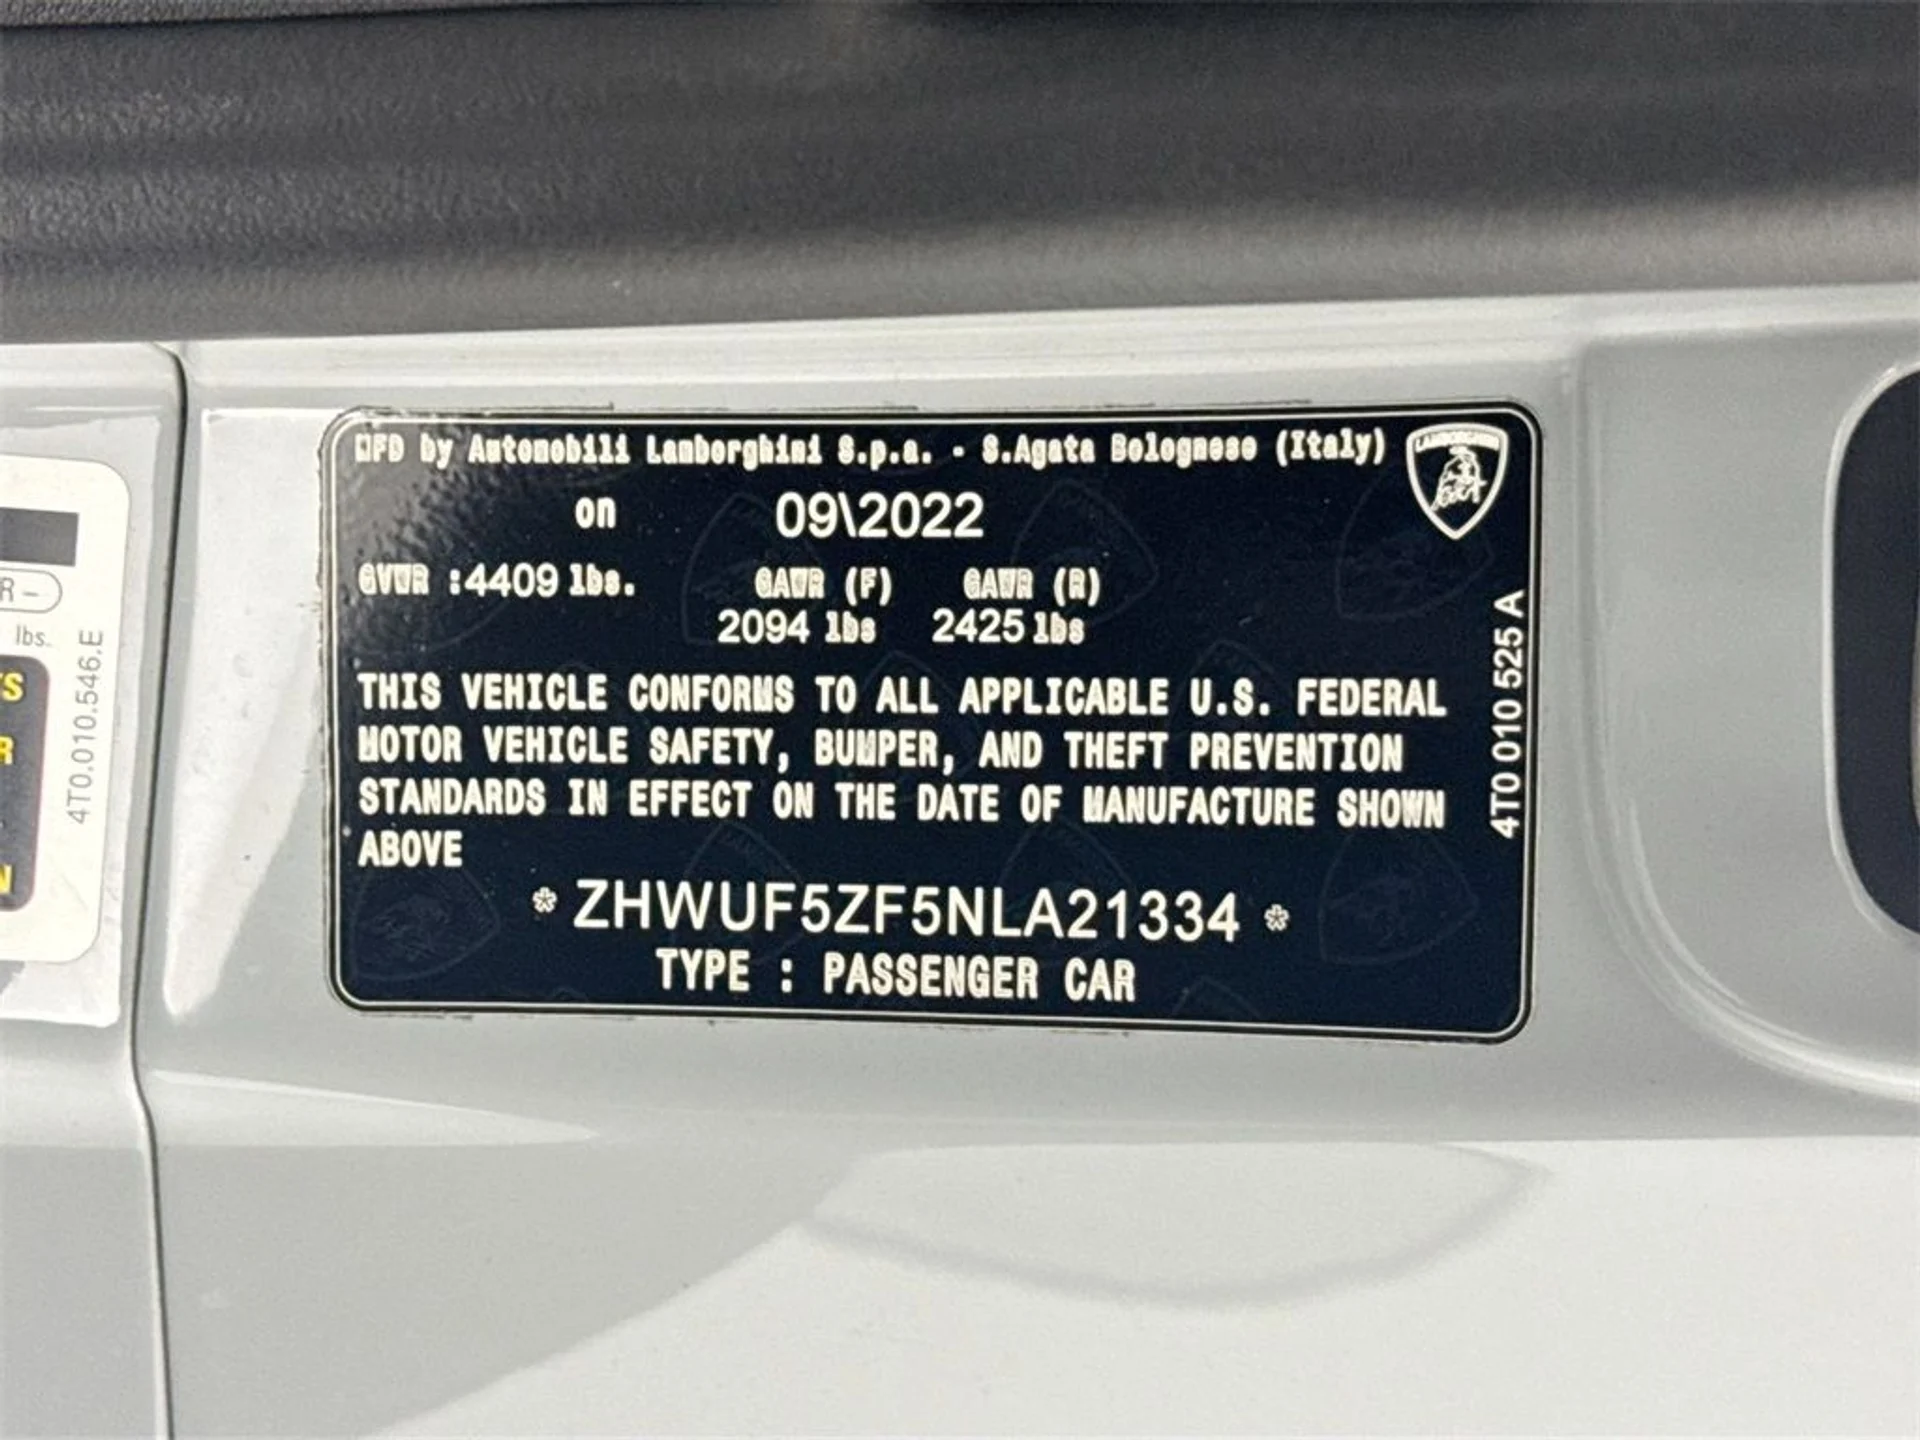 MFD by Automobili Lamborghini S.p.a. - S.Agata Bolognese (Italy)
LAMBORGHINI
on 09\2022
GVWR :4409 lbs. GAWR (F) GAWR (R)
2094 lbs 2425 lbs
THIS VEHICLE CONFORMS TO ALL APPLICABLE U.S. FEDERAL
MOTOR VEHICLE SAFETY, BUMPER, AND THEFT PREVENTION
STANDARDS IN EFFECT ON THE DATE OF MANUFACTURE SHOWN
ABOVE
* ZHWUF5ZF5NLA21334 *
TYPE : PASSENGER CAR
4T0 010 525 A
R-
lbs.
4T0.010.546.E
TS
R
N